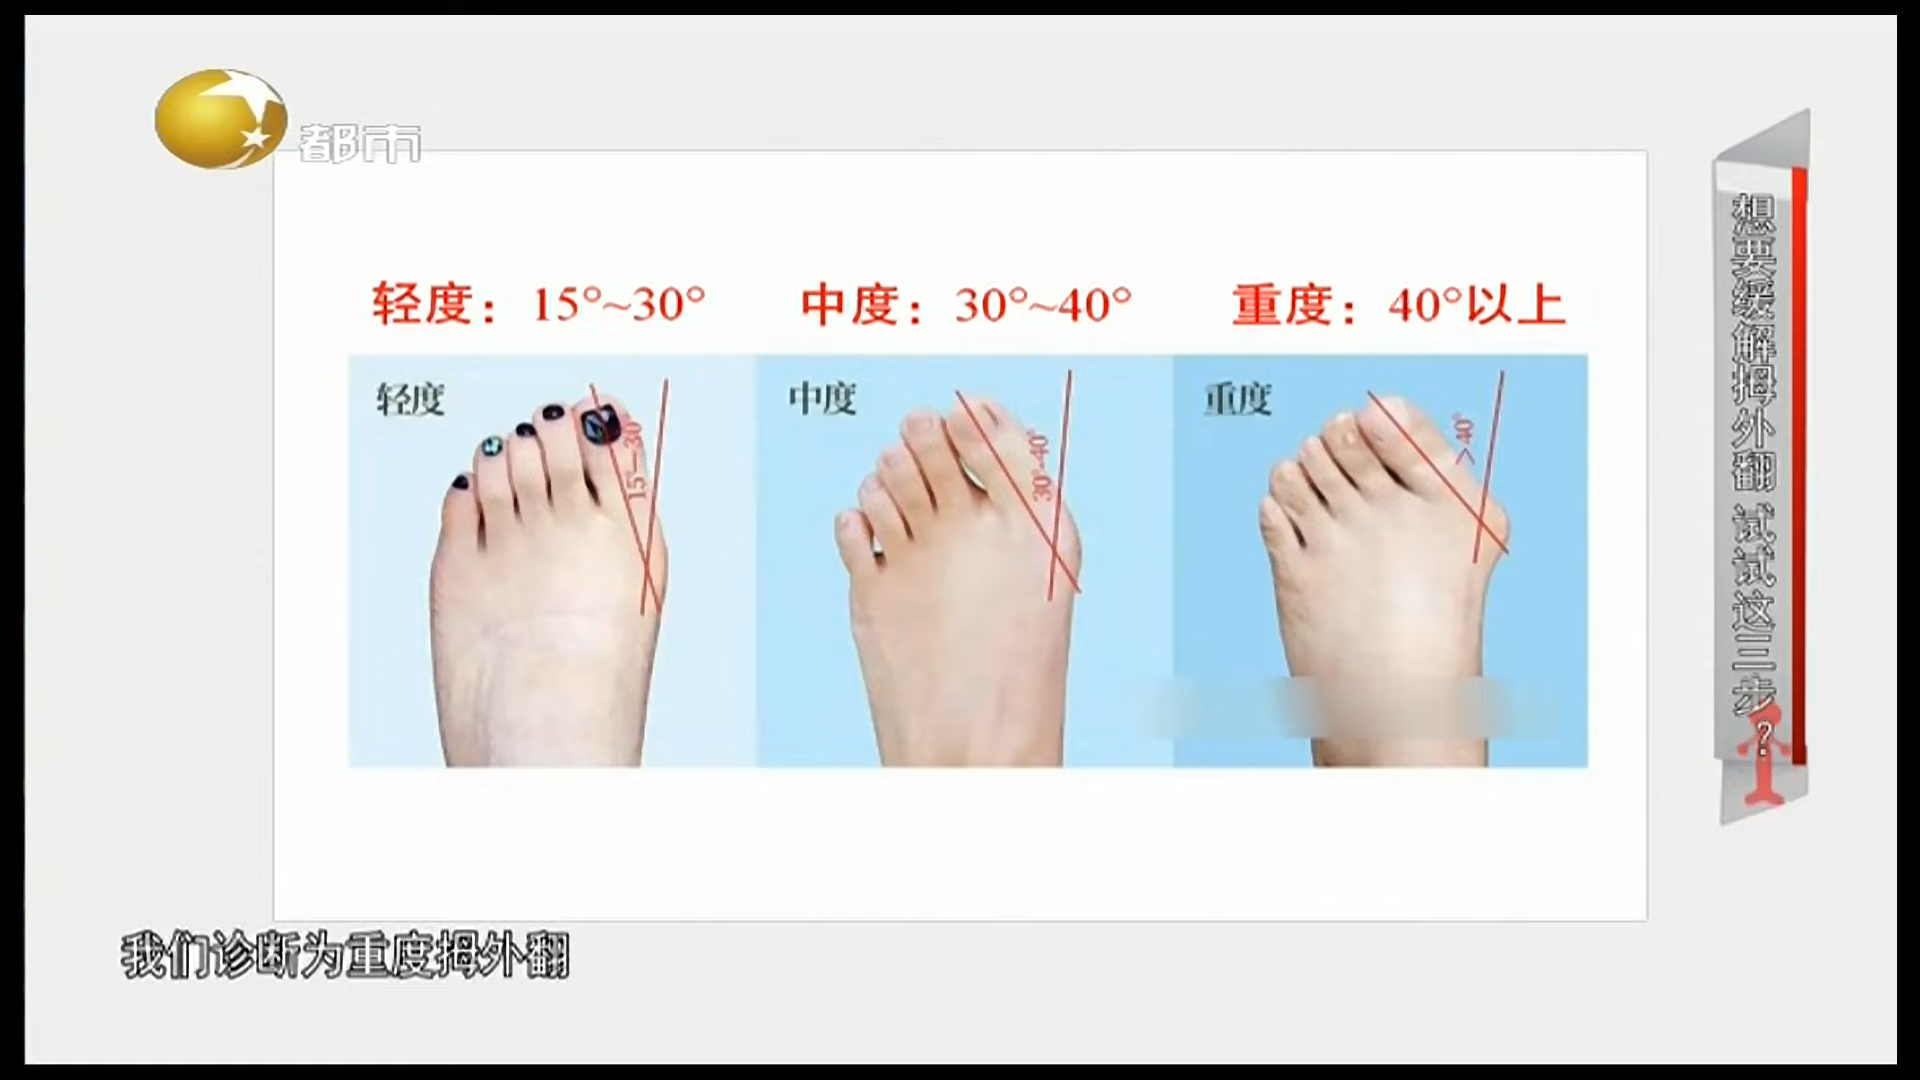 都市
轻度：15°~30°
中度：30°~40°
重度：40°以上
轻度
15°-30°
中度
30°-40°
重度
>40°
想要缓解拇外翻 试试这三步？
我们诊断为重度拇外翻